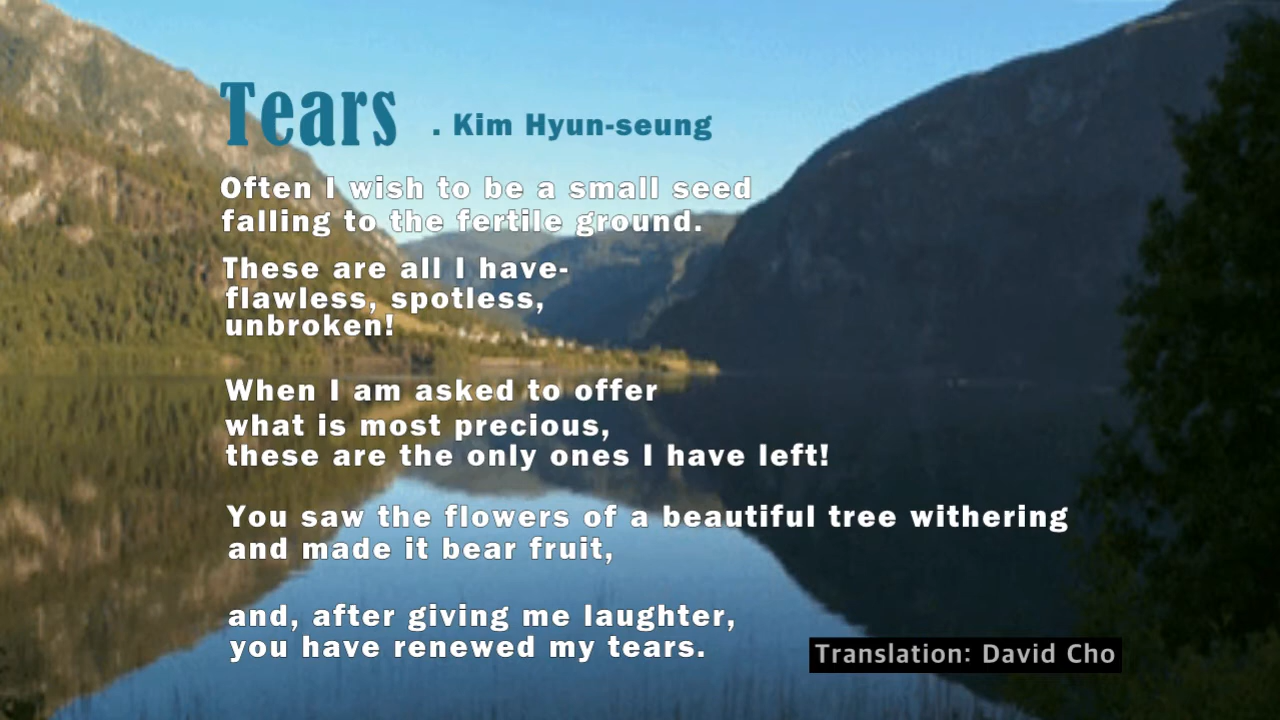 Tears . Kim Hyun-seung
Often I wish to be a small seed
falling to the fertile ground.
These are all I have-
flawless, spotless,
unbroken!
When I am asked to offer
what is most precious,
these are the only ones I have left!
You saw the flowers of a beautiful tree withering
and made it bear fruit,
and, after giving me laughter,
you have renewed my tears.
Translation: David Cho